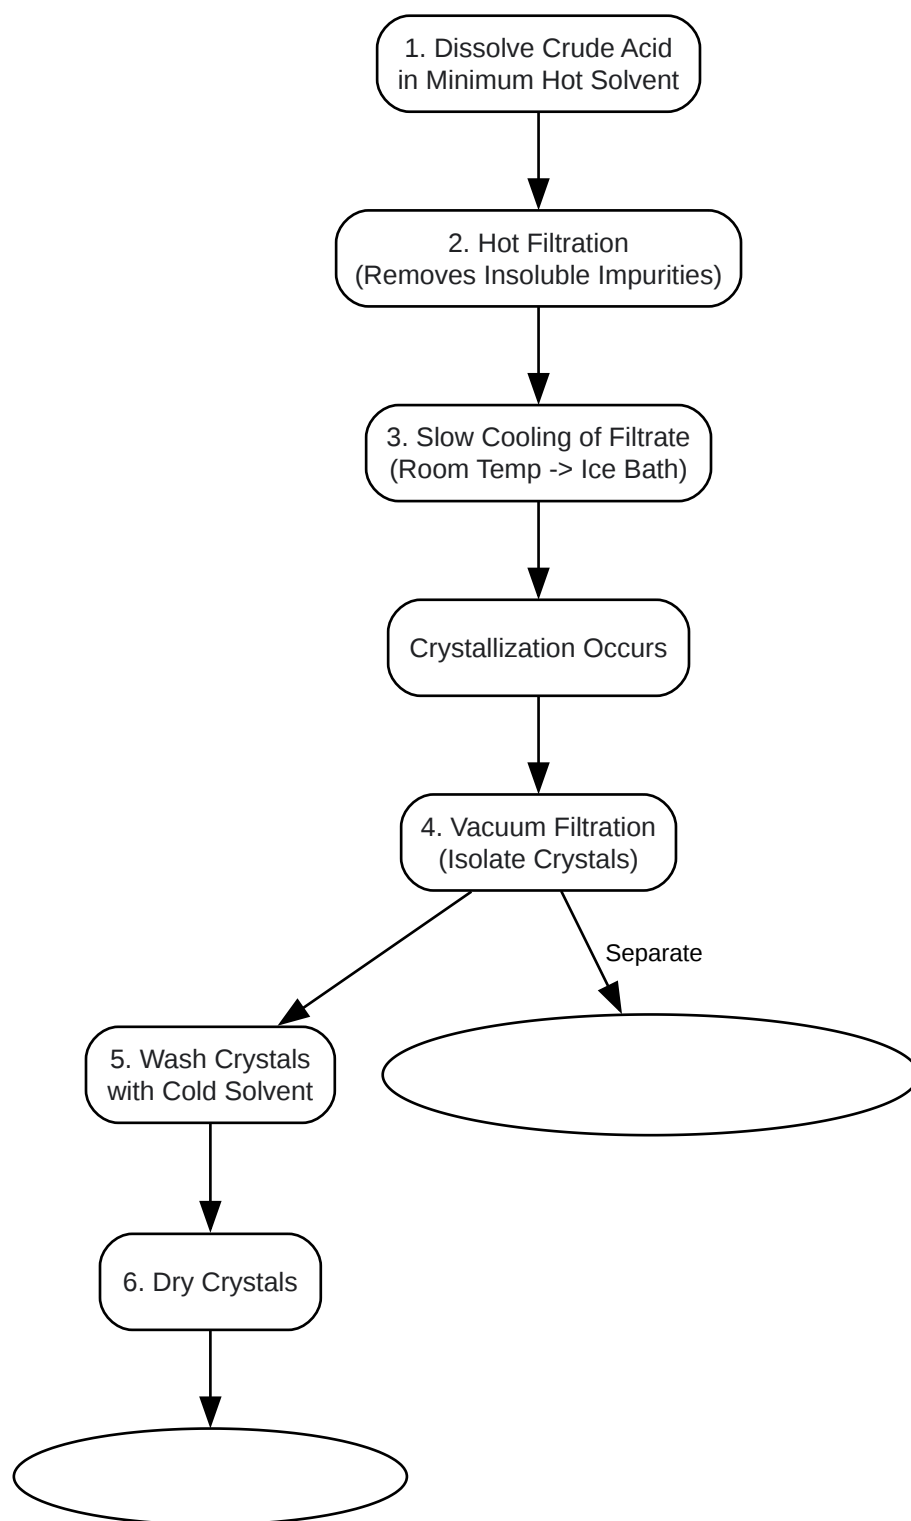 1. Dissolve Crude Acid
in Minimum Hot Solvent
2. Hot Filtration
(Removes Insoluble Impurities)
3. Slow Cooling of Filtrate
(Room Temp -> Ice Bath)
Crystallization Occurs
4. Vacuum Filtration
(Isolate Crystals)
Separate
5. Wash Crystals
with Cold Solvent
6. Dry Crystals